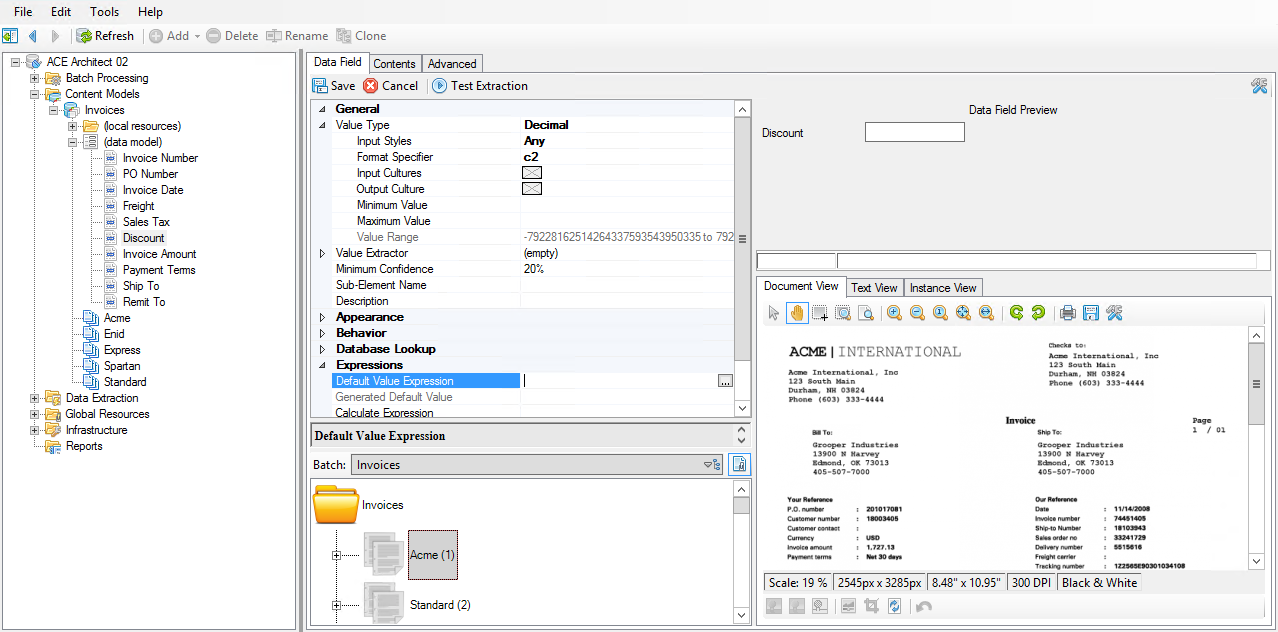 File Edit Tools Help
Refresh Add Delete Rename Clone
ACE Architect 02
Batch Processing
Content Models
Invoices
(local resources)
(data model)
Invoice Number
PO Number
Invoice Date
Freight
Sales Tax
Discount
Invoice Amount
Payment Terms
Ship To
Remit To
Acme
Enid
Express
Spartan
Standard
Data Extraction
Global Resources
Infrastructure
Reports
Data Field Contents Advanced
Save Cancel Test Extraction
General
Value Type Decimal
Input Styles Any
Format Specifier c2
Input Cultures
Output Culture
Minimum Value
Maximum Value
Value Range -79228162514264337593543950335 to 792
Value Extractor (empty)
Minimum Confidence 20%
Sub-Element Name
Description
Appearance
Behavior
Database Lookup
Expressions
Default Value Expression ...
Generated Default Value
Calculate Expression
Default Value Expression
Batch: Invoices
Invoices
Acme (1)
Standard (2)
Data Field Preview
Discount
Document View Text View Instance View
ACME | INTERNATIONAL
Acme International, Inc
123 South Main
Durham, NH 03824
Phone (603) 333-4444
Checks to:
Acme International, Inc
123 South Main
Durham, NH 03824
Phone (603) 333-4444
Invoice
Page
1 / 01
Bill To:
Grooper Industries
13900 N Harvey
Edmond, OK 73013
405-507-7000
Ship To:
Grooper Industries
13900 N Harvey
Edmond, OK 73013
405-507-7000
Your Reference
P.O. number : 201017081
Customer number : 18003405
Customer contact :
Currency : USD
Invoice amount : 1,727.13
Payment terms : Net 30 days
Our Reference
Date : 11/14/2008
Invoice number : 74451405
Ship-to Number : 18103943
Sales order no : 33241729
Delivery number : 5515616
Freight carrier :
Tracking number : 1Z2565E90301034108
Scale: 19 % 2545px x 3285px 8.48" x 10.95" 300 DPI Black & White